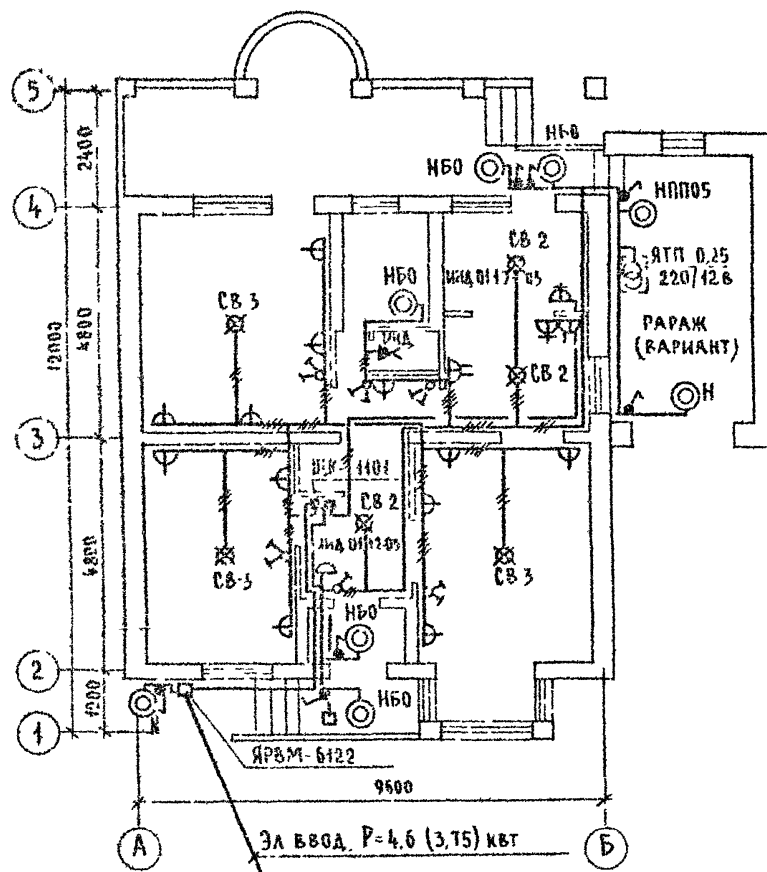 5
2400
НБО
НБО
НПП05
4
ЯТП 0,25
220/12 В
СВ 2
НБО
СВ 3
ГАРАЖ
(ВАРИАНТ)
12000
4800
СВ 2
Н
3
СВ 2
4800
СВ-3
СВ 3
НБО
2
1200
НБО
1
ЯРВМ-6122
9600
А
Эл ввод. Р=4,6 (3,75) кВт
Б